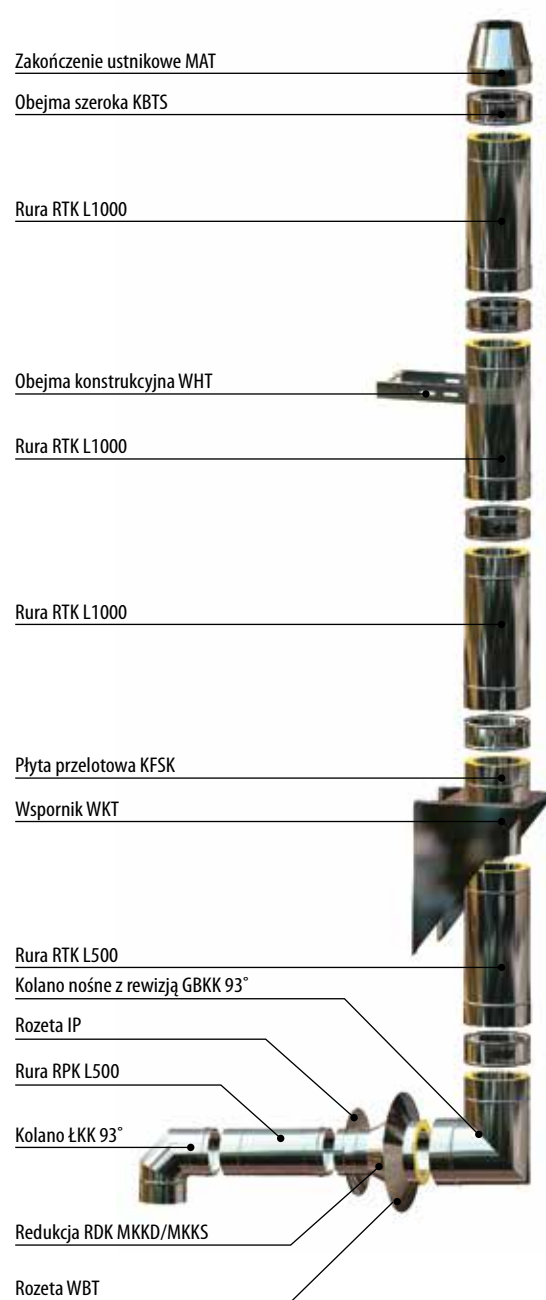 Zakończenie ustnikowe MAT
Obejma szeroka KBTS
Rura RTK L1000
Obejma konstrukcyjna WHT
Rura RTK L1000
Rura RTK L1000
Płyta przelotowa KFSK
Wspornik WKT
Rura RTK L500
Kolano nośne z rewizją GBKK 93˚
Rozeta IP
Rura RPK L500
Kolano ŁKK 93˚
Redukcja RDK MKKD/MKKS
Rozeta WBT